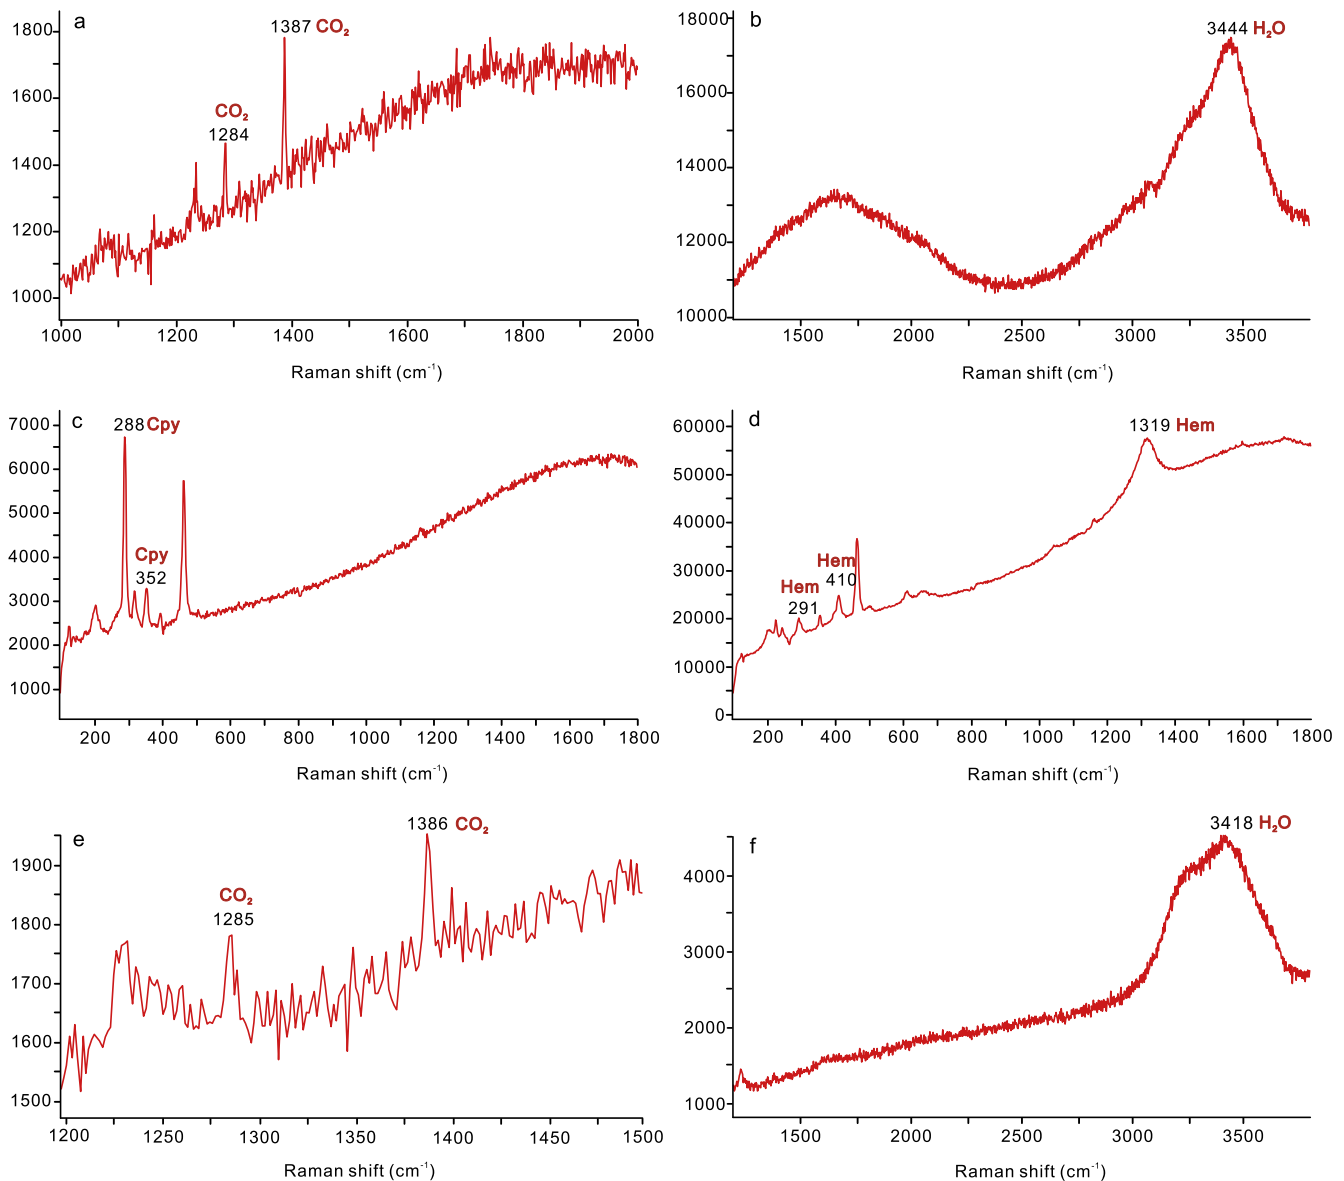 a
1387 CO₂
CO₂
1284
1800
1600
1400
1200
1000
1000 1200 1400 1600 1800 2000
Raman shift (cm⁻¹)
b
3444 H₂O
18000
16000
14000
12000
10000
1500 2000 2500 3000 3500
Raman shift (cm⁻¹)
c
288 Cpy
Cpy
352
7000
6000
5000
4000
3000
2000
1000
200 400 600 800 1000 1200 1400 1600 1800
Raman shift (cm⁻¹)
d
1319 Hem
Hem
410
Hem
291
60000
50000
40000
30000
20000
10000
0
200 400 600 800 1000 1200 1400 1600 1800
Raman shift (cm⁻¹)
e
1386 CO₂
CO₂
1285
1900
1800
1700
1600
1500
1200 1250 1300 1350 1400 1450 1500
Raman shift (cm⁻¹)
f
3418 H₂O
4000
3000
2000
1000
1500 2000 2500 3000 3500
Raman shift (cm⁻¹)